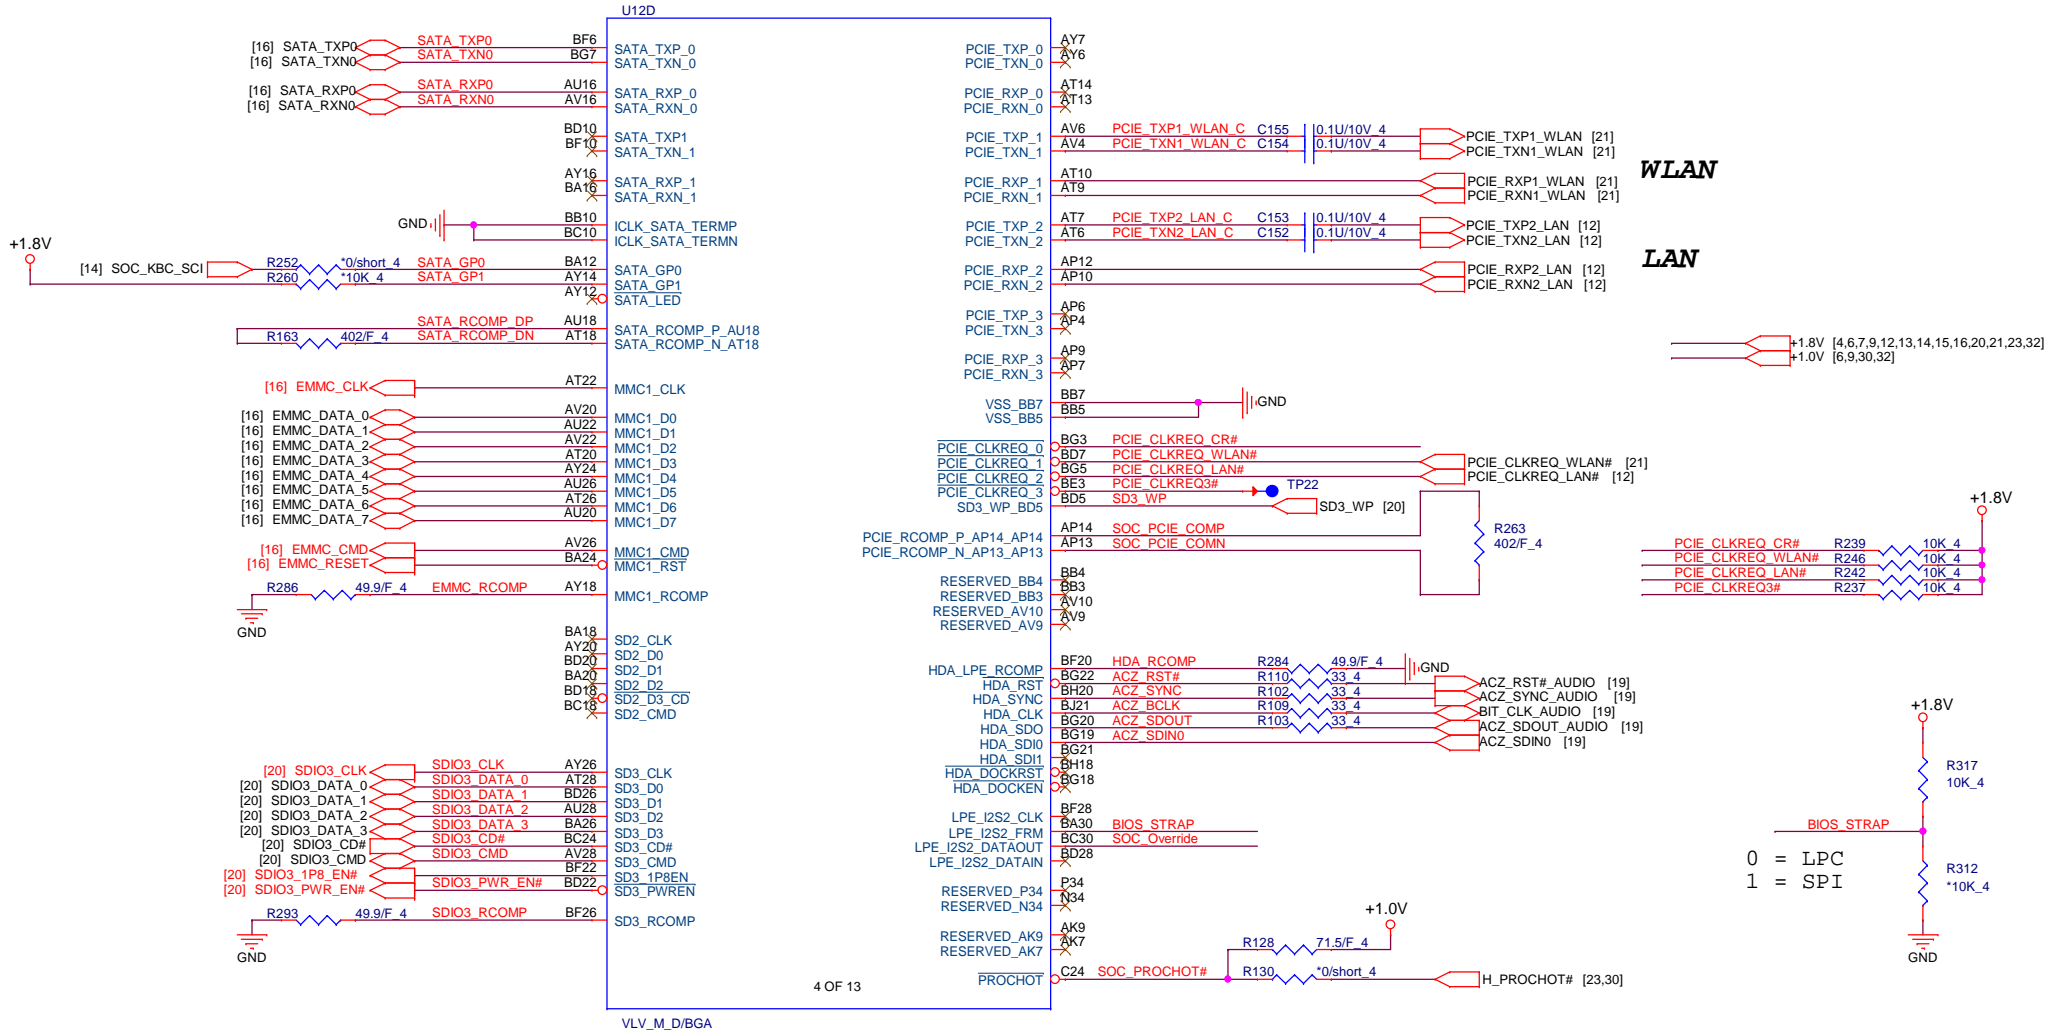 U12D
[16] SATA_TXP0 SATA_TXP0 BF6 SATA_TXP_0
[16] SATA_TXN0 SATA_TXN0 BG7 SATA_TXN_0
[16] SATA_RXP0 SATA_RXP0 AU16 SATA_RXP_0
[16] SATA_RXN0 SATA_RXN0 AV16 SATA_RXN_0
BD10 SATA_TXP1
BF10 SATA_TXN_1
AY16 SATA_RXP_1
BA16 SATA_RXN_1
GND BB10 ICLK_SATA_TERMP
BC10 ICLK_SATA_TERMN
+1.8V
[14] SOC_KBC_SCI R252 *0/short_4 SATA_GP0 BA12 SATA_GP0
R260 *10K_4 SATA_GP1 AY14 SATA_GP1
AY12 SATA_LED
SATA_RCOMP_DP AU18 SATA_RCOMP_P_AU18
R163 402/F_4 SATA_RCOMP_DN AT18 SATA_RCOMP_N_AT18
[16] EMMC_CLK AT22 MMC1_CLK
[16] EMMC_DATA_0 AV20 MMC1_D0
[16] EMMC_DATA_1 AU22 MMC1_D1
[16] EMMC_DATA_2 AV22 MMC1_D2
[16] EMMC_DATA_3 AT20 MMC1_D3
[16] EMMC_DATA_4 AY24 MMC1_D4
[16] EMMC_DATA_5 AU26 MMC1_D5
[16] EMMC_DATA_6 AT26 MMC1_D6
[16] EMMC_DATA_7 AU20 MMC1_D7
[16] EMMC_CMD AV26 MMC1_CMD
[16] EMMC_RESET BA24 MMC1_RST
R286 49.9/F_4 EMMC_RCOMP AY18 MMC1_RCOMP
GND
BA18 SD2_CLK
AY20 SD2_D0
BD20 SD2_D1
BA20 SD2_D2
BD18 SD2_D3_CD
BC18 SD2_CMD
[20] SDIO3_CLK SDIO3_CLK AY26 SD3_CLK
[20] SDIO3_DATA_0 SDIO3_DATA_0 AT28 SD3_D0
[20] SDIO3_DATA_1 SDIO3_DATA_1 BD26 SD3_D1
[20] SDIO3_DATA_2 SDIO3_DATA_2 AU28 SD3_D2
[20] SDIO3_DATA_3 SDIO3_DATA_3 BA26 SD3_D3
[20] SDIO3_CD# SDIO3_CD# BC24 SD3_CD#
[20] SDIO3_CMD SDIO3_CMD AV28 SD3_CMD
[20] SDIO3_1P8_EN# BF22 SD3_1P8EN
[20] SDIO3_PWR_EN# SDIO3_PWR_EN# BD22 SD3_PWREN
R293 49.9/F_4 SDIO3_RCOMP BF26 SD3_RCOMP
GND
4 OF 13
VLV_M_D/BGA
PCIE_TXP_0 AY7
PCIE_TXN_0 AY6
PCIE_RXP_0 AT14
PCIE_RXN_0 AT13
PCIE_TXP_1 AV6 PCIE_TXP1_WLAN_C C155 0.1U/10V_4 PCIE_TXP1_WLAN [21]
PCIE_TXN_1 AV4 PCIE_TXN1_WLAN_C C154 0.1U/10V_4 PCIE_TXN1_WLAN [21]
WLAN
PCIE_RXP_1 AT10 PCIE_RXP1_WLAN [21]
PCIE_RXN_1 AT9 PCIE_RXN1_WLAN [21]
PCIE_TXP_2 AT7 PCIE_TXP2_LAN_C C153 0.1U/10V_4 PCIE_TXP2_LAN [12]
PCIE_TXN_2 AT6 PCIE_TXN2_LAN_C C152 0.1U/10V_4 PCIE_TXN2_LAN [12]
LAN
PCIE_RXP_2 AP12 PCIE_RXP2_LAN [12]
PCIE_RXN_2 AP10 PCIE_RXN2_LAN [12]
PCIE_TXP_3 AP6
PCIE_TXN_3 AP4
PCIE_RXP_3 AP9
PCIE_RXN_3 AP7
+1.8V [4,6,7,9,12,13,14,15,16,20,21,23,32]
+1.0V [6,9,30,32]
VSS_BB7 BB7 GND
VSS_BB5 BB5
PCIE_CLKREQ_0 BG3 PCIE_CLKREQ_CR#
PCIE_CLKREQ_1 BD7 PCIE_CLKREQ_WLAN# PCIE_CLKREQ_WLAN# [21]
PCIE_CLKREQ_2 BG5 PCIE_CLKREQ_LAN# PCIE_CLKREQ_LAN# [12]
PCIE_CLKREQ_3 BE3 PCIE_CLKREQ3# TP22
SD3_WP_BD5 BD5 SD3_WP SD3_WP [20]
PCIE_RCOMP_P_AP14_AP14 AP14 SOC_PCIE_COMP
PCIE_RCOMP_N_AP13_AP13 AP13 SOC_PCIE_COMN
R263
402/F_4
+1.8V
PCIE_CLKREQ_CR# R239 10K_4
PCIE_CLKREQ_WLAN# R246 10K_4
PCIE_CLKREQ_LAN# R242 10K_4
PCIE_CLKREQ3# R237 10K_4
RESERVED_BB4 BB4
RESERVED_BB3 BB3
RESERVED_AV10 AV10
RESERVED_AV9 AV9
HDA_LPE_RCOMP BF20 HDA_RCOMP R284 49.9/F_4 GND
HDA_RST BG22 ACZ_RST# R110 33_4 ACZ_RST#_AUDIO [19]
HDA_SYNC BH20 ACZ_SYNC R102 33_4 ACZ_SYNC_AUDIO [19]
HDA_CLK BJ21 ACZ_BCLK R109 33_4 BIT_CLK_AUDIO [19]
HDA_SDO BG20 ACZ_SDOUT R103 33_4 ACZ_SDOUT_AUDIO [19]
HDA_SDI0 BG19 ACZ_SDIN0 ACZ_SDIN0 [19]
HDA_SDI1 BG21
HDA_DOCKRST BH18
HDA_DOCKEN BG18
LPE_I2S2_CLK BF28
LPE_I2S2_FRM BA30 BIOS_STRAP
LPE_I2S2_DATAOUT BC30 SOC_Override
LPE_I2S2_DATAIN BD28
RESERVED_P34 P34
RESERVED_N34 N34
RESERVED_AK9 AK9
RESERVED_AK7 AK7
+1.0V
R128 71.5/F_4
PROCHOT C24 SOC_PROCHOT# R130 *0/short_4 H_PROCHOT# [23,30]
+1.8V
R317
10K_4
BIOS_STRAP
0 = LPC
1 = SPI
R312
*10K_4
GND